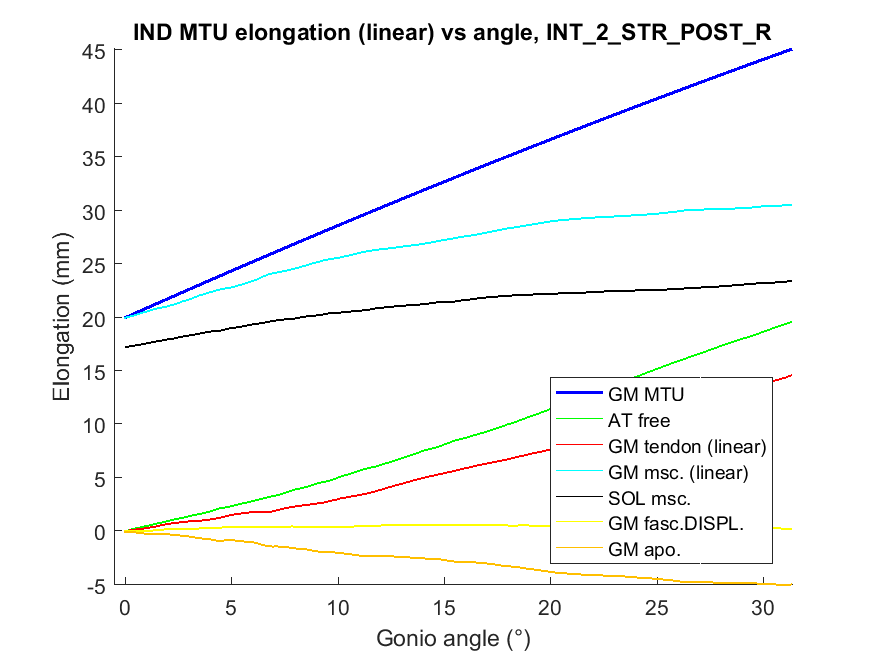 IND MTU elongation (linear) vs angle, INT_2_STR_POST_R
45
40
35
30
25
20
15
10
5
0
-5
Elongation (mm)
GM MTU
AT free
GM tendon (linear)
GM msc. (linear)
SOL msc.
GM fasc.DISPL.
GM apo.
0 5 10 15 20 25 30
Gonio angle (°)